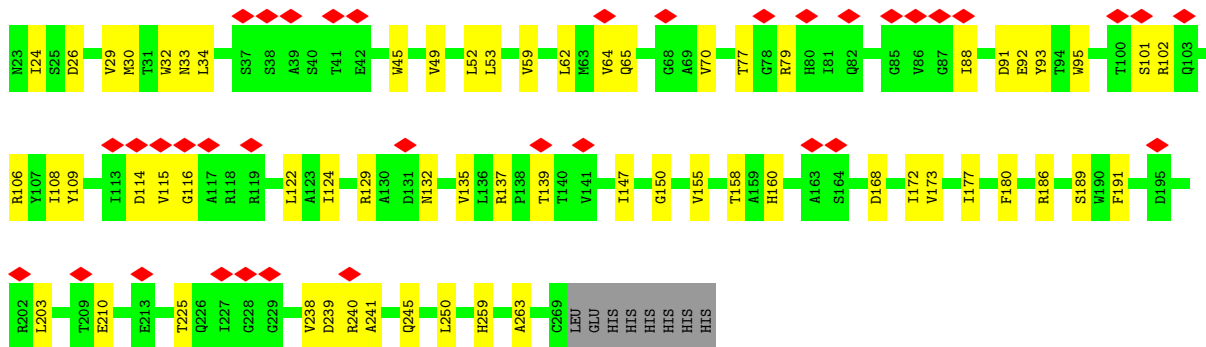 N23 I24 S25 D26 V29 M30 T31 W32 N33 L34 S37 S38 A39 S40 T41 E42 W45 V49 L52 L53 V59 L62 M63 V64 Q65 G68 A69 V70 T77 G78 R79 H80 I81 Q82 G85 V86 G87 I88 D91 E92 Y93 T94 W95 T100 S101 R102 Q103
R106 Y107 I108 Y109 I113 D114 V115 G116 A117 R118 R119 L122 A123 I124 R129 A130 D131 N132 V135 L136 R137 P138 T139 T140 V141 I147 G150 V155 T158 A159 H160 A163 S164 D168 I172 V173 I177 F180 R186 S189 W190 F191 D195
R202 L203 T209 E210 E213 T225 Q226 I227 G228 G229 V238 D239 R240 A241 Q245 L250 H259 A263 C269 LEU GLU HIS HIS HIS HIS HIS HIS